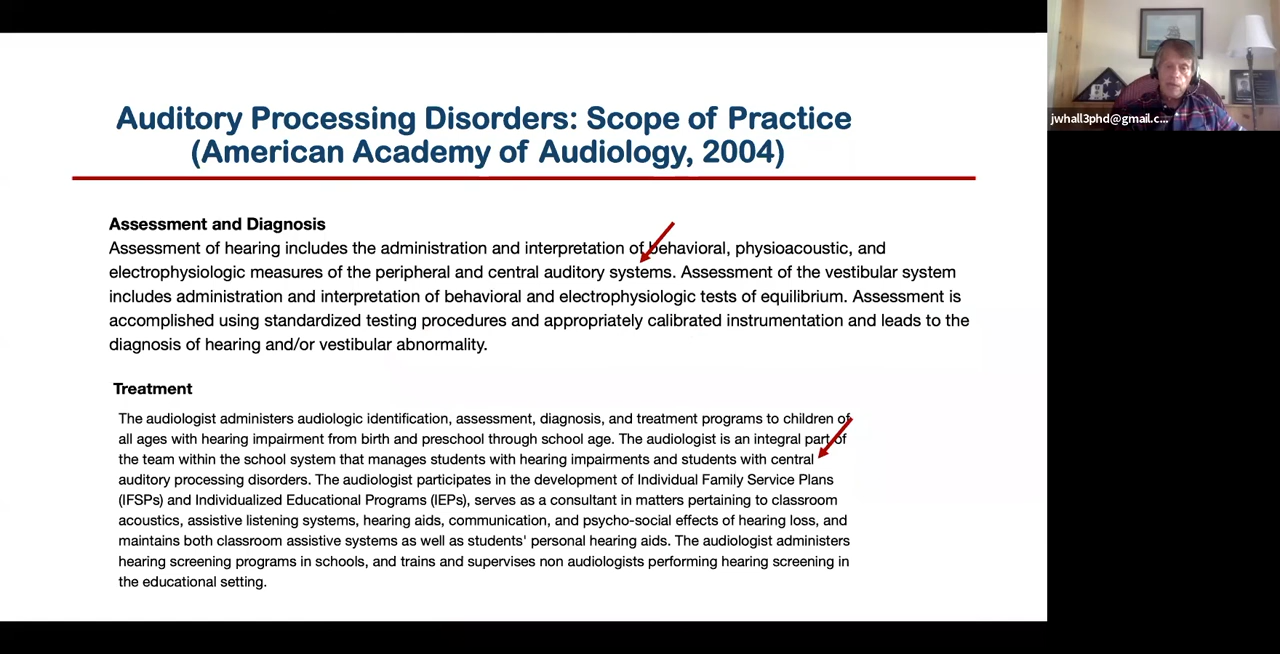 Auditory Processing Disorders: Scope of Practice
(American Academy of Audiology, 2004)
jwhall3phd@gmail.c...
Assessment and Diagnosis
Assessment of hearing includes the administration and interpretation of behavioral, physioacoustic, and
electrophysiologic measures of the peripheral and central auditory systems. Assessment of the vestibular system
includes administration and interpretation of behavioral and electrophysiologic tests of equilibrium. Assessment is
accomplished using standardized testing procedures and appropriately calibrated instrumentation and leads to the
diagnosis of hearing and/or vestibular abnormality.
Treatment
The audiologist administers audiologic identification, assessment, diagnosis, and treatment programs to children of
all ages with hearing impairment from birth and preschool through school age. The audiologist is an integral part of
the team within the school system that manages students with hearing impairments and students with central
auditory processing disorders. The audiologist participates in the development of Individual Family Service Plans
(IFSPs) and Individualized Educational Programs (IEPs), serves as a consultant in matters pertaining to classroom
acoustics, assistive listening systems, hearing aids, communication, and psycho-social effects of hearing loss, and
maintains both classroom assistive systems as well as students' personal hearing aids. The audiologist administers
hearing screening programs in schools, and trains and supervises non audiologists performing hearing screening in
the educational setting.